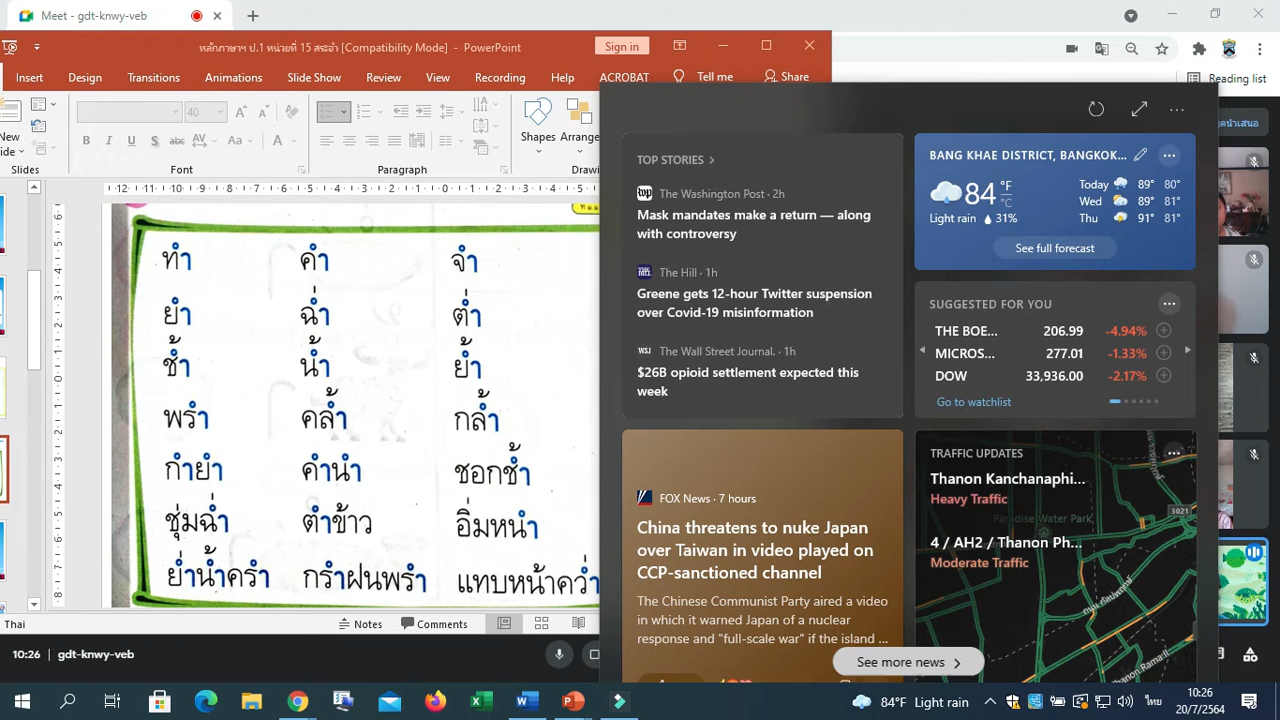 Meet - gdt-knwy-veb
หลักภาษาฯ ป.1 หน่วยที่ 15 สระอำ [Compatibility Mode] - PowerPoint
Sign in
Insert Design Transitions Animations Slide Show Review View Recording Help ACROBAT Tell me Share
Reading list
New
Slides
40
B I U S abc AV Aa A
Font
Paragraph
Shapes Arrange
ทำ คำ จำ
ยำ ฉ่ำ ต่ำ
ช้ำ น้ำ ย้ำ
พรำ คล้ำ กล้ำ
กำยำ คำนำ ชอกช้ำ
ชุ่มฉ่ำ ตำข้าว อิ่มหนำ
ย่ำน้ำครำ กรำฝนพรำ แทบหน้าคว่ำ
Thai
Notes Comments
10:26 gdt-knwy-veb
TOP STORIES
The Washington Post · 2h
Mask mandates make a return — along
with controversy
The Hill · 1h
Greene gets 12-hour Twitter suspension
over Covid-19 misinformation
WSJ The Wall Street Journal. · 1h
$26B opioid settlement expected this
week
FOX News · 7 hours
China threatens to nuke Japan
over Taiwan in video played on
CCP-sanctioned channel
The Chinese Communist Party aired a video
in which it warned Japan of a nuclear
response and "full-scale war" if the island ...
See more news
BANG KHAE DISTRICT, BANGKOK...
84 °F °C
Light rain 31%
Today 89° 80°
Wed 89° 81°
Thu 91° 81°
See full forecast
SUGGESTED FOR YOU
THE BOE... 206.99 -4.94%
MICROS... 277.01 -1.33%
DOW 33,936.00 -2.17%
Go to watchlist
TRAFFIC UPDATES
Thanon Kanchanaphi...
Heavy Traffic
3021
Paradise Water Park
4 / AH2 / Thanon Ph...
Moderate Traffic
84°F Light rain
ไทย
10:26
20/7/2564